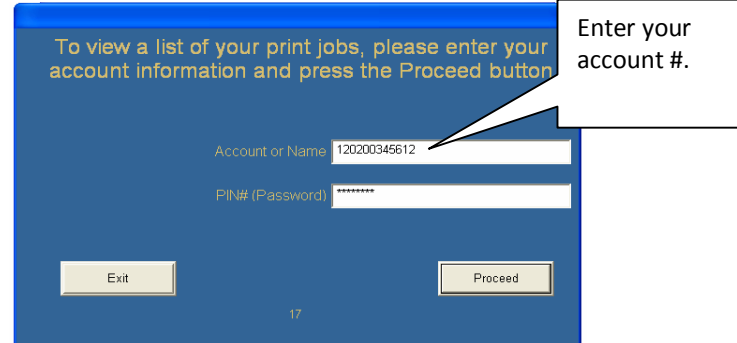 To view a list of your print jobs, please enter your
account information and press the Proceed button
Enter your
account #.
Account or Name 120200345612
PIN# (Password) ********
Exit
Proceed
17